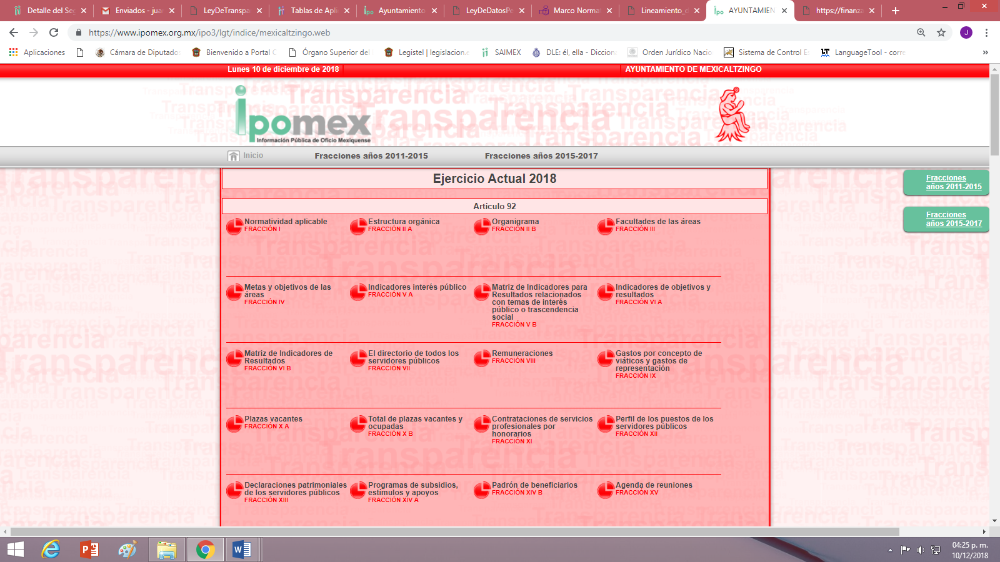 Detalle del Seg
Enviados - jua
LeyDeTranspa
Tablas de Apli
Ayuntamiento
LeyDeDatosPe
Marco Norma
Lineamiento_d
AYUNTAMIEN
https://finanza
https://www.ipomex.org.mx/ipo3/lgt/indice/mexicaltzingo.web
J
Aplicaciones
Cámara de Diputado
Bienvenido a Portal C
Órgano Superior del
Legistel | legislacion.e
SAIMEX
DLE: él, ella - Diccion
Orden Jurídico Nacio
Sistema de Control E
LanguageTool - corre
»
Lunes 10 de diciembre de 2018
AYUNTAMIENTO DE MEXICALTZINGO
Transparencia
ipomex
Información Pública de Oficio Mexiquense
Inicio
Fracciones años 2011-2015
Fracciones años 2015-2017
Ejercicio Actual 2018
Fracciones
años 2011-2015
Fracciones
años 2015-2017
Artículo 92
Normatividad aplicable
FRACCIÓN I
Estructura orgánica
FRACCIÓN II A
Organigrama
FRACCIÓN II B
Facultades de las áreas
FRACCIÓN III
Metas y objetivos de las
áreas
FRACCIÓN IV
Indicadores interés público
FRACCIÓN V A
Matriz de Indicadores para
Resultados relacionados
con temas de interés
público o trascendencia
social
FRACCIÓN V B
Indicadores de objetivos y
resultados
FRACCIÓN VI A
Matriz de Indicadores de
Resultados
FRACCIÓN VI B
El directorio de todos los
servidores públicos
FRACCIÓN VII
Remuneraciones
FRACCIÓN VIII
Gastos por concepto de
viáticos y gastos de
representación
FRACCIÓN IX
Plazas vacantes
FRACCIÓN X A
Total de plazas vacantes y
ocupadas
FRACCIÓN X B
Contrataciones de servicios
profesionales por
honorarios
FRACCIÓN XI
Perfil de los puestos de los
servidores públicos
FRACCIÓN XII
Declaraciones patrimoniales
de los servidores públicos
FRACCIÓN XIII
Programas de subsidios,
estímulos y apoyos
FRACCIÓN XIV A
Padrón de beneficiarios
FRACCIÓN XIV B
Agenda de reuniones
FRACCIÓN XV
04:25 p. m.
10/12/2018